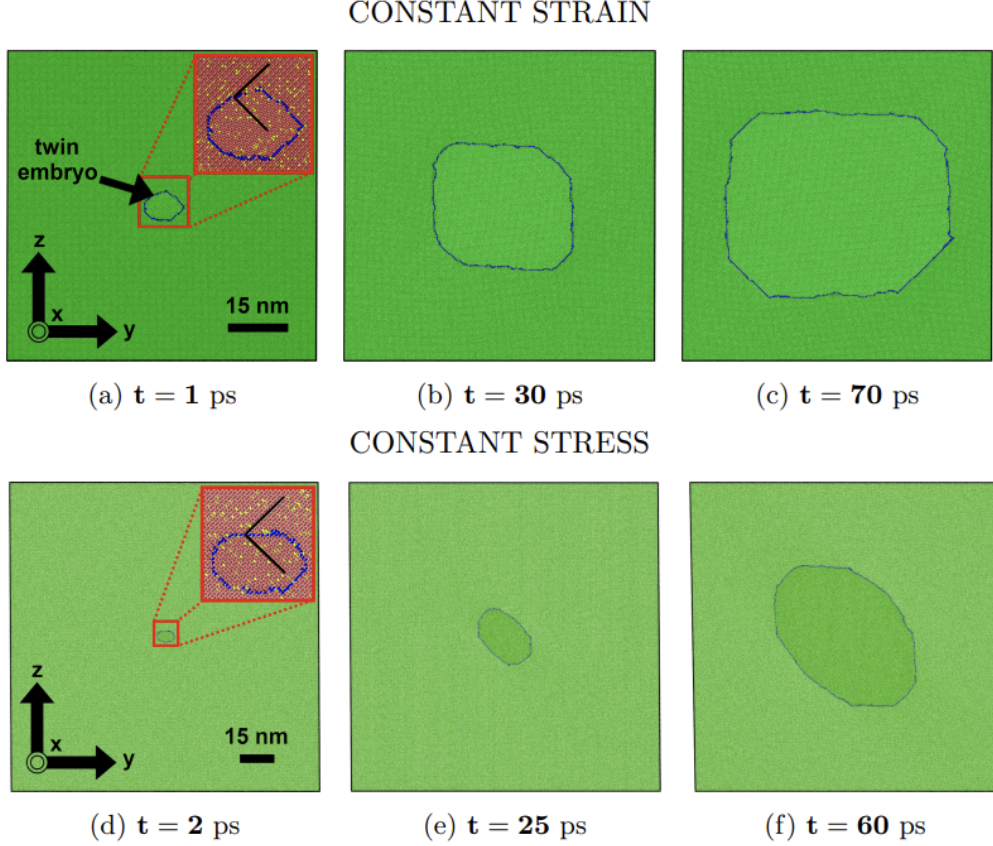 CONSTANT STRAIN
twin
embryo
z
x
y
15 nm
(a) t = 1 ps
(b) t = 30 ps
(c) t = 70 ps
CONSTANT STRESS
z
x
y
15 nm
(d) t = 2 ps
(e) t = 25 ps
(f) t = 60 ps